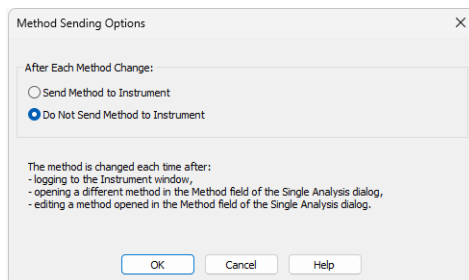 Method Sending Options
After Each Method Change:
Send Method to Instrument
Do Not Send Method to Instrument
The method is changed each time after:
- logging to the Instrument window,
- opening a different method in the Method field of the Single Analysis dialog,
- editing a method opened in the Method field of the Single Analysis dialog.
OK Cancel Help